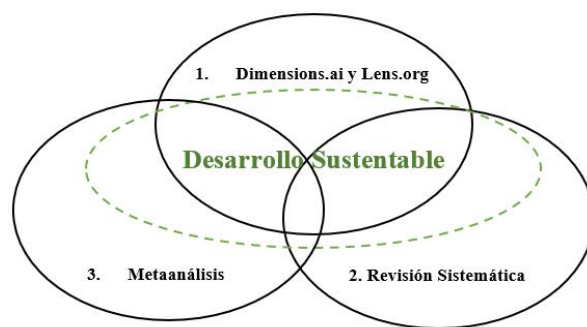 1. Dimensions.ai y Lens.org
Desarrollo Sustentable
3. Metaanálisis
2. Revisión Sistemática